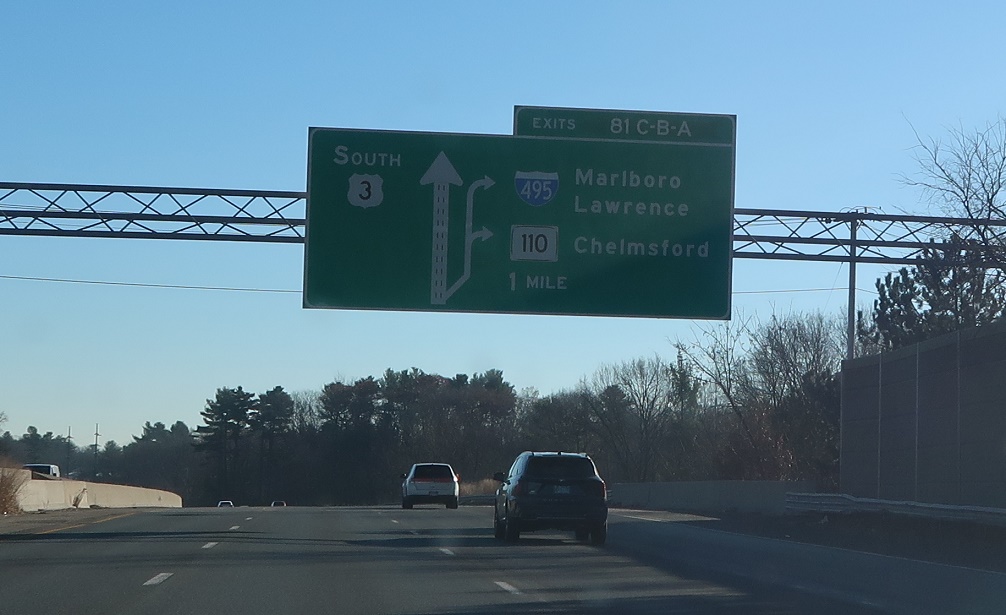 EXITS 81 C-B-A
SOUTH
3
495 Marlboro
Lawrence
110 Chelmsford
1 MILE